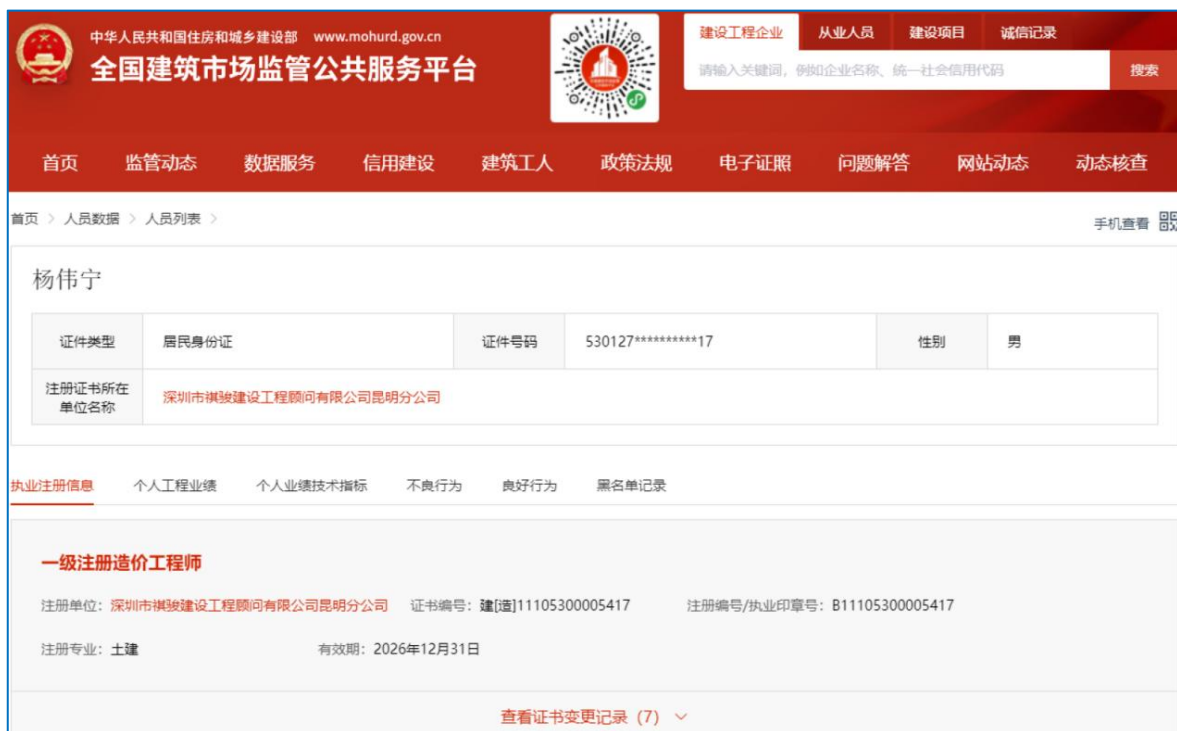 中华人民共和国住房和城乡建设部 www.mohurd.gov.cn
全国建筑市场监管公共服务平台
建设工程企业 从业人员 建设项目 诚信记录
请输入关键词，例如企业名称、统一社会信用代码 搜索
首页 监管动态 数据服务 信用建设 建筑工人 政策法规 电子证照 问题解答 网站动态 动态核查
首页 > 人员数据 > 人员列表 >
手机查看
杨伟宁
证件类型 居民身份证 证件号码 530127**********17 性别 男
注册证书所在
单位名称
深圳市祺骏建设工程顾问有限公司昆明分公司
执业注册信息 个人工程业绩 个人业绩技术指标 不良行为 良好行为 黑名单记录
一级注册造价工程师
注册单位：深圳市祺骏建设工程顾问有限公司昆明分公司 证书编号：建[造]11105300005417 注册编号/执业印章号：B11105300005417
注册专业：土建 有效期：2026年12月31日
查看证书变更记录（7）